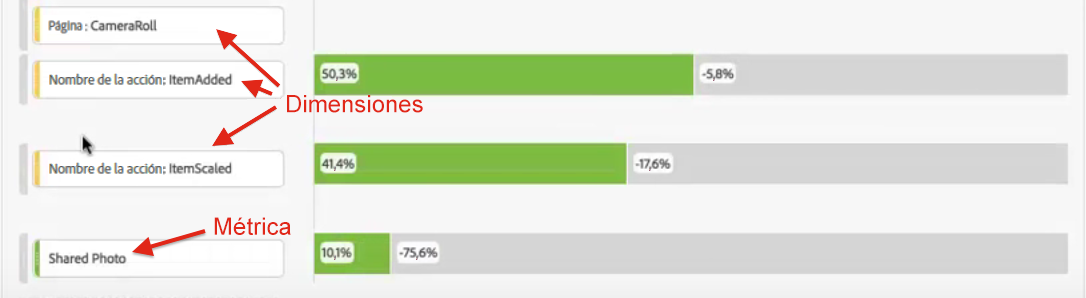 Página : CameraRoll
Nombre de la acción: ItemAdded
50,3%
-5,8%
Dimensiones
Nombre de la acción: ItemScaled
41,4%
-17,6%
Métrica
Shared Photo
10,1%
-75,6%